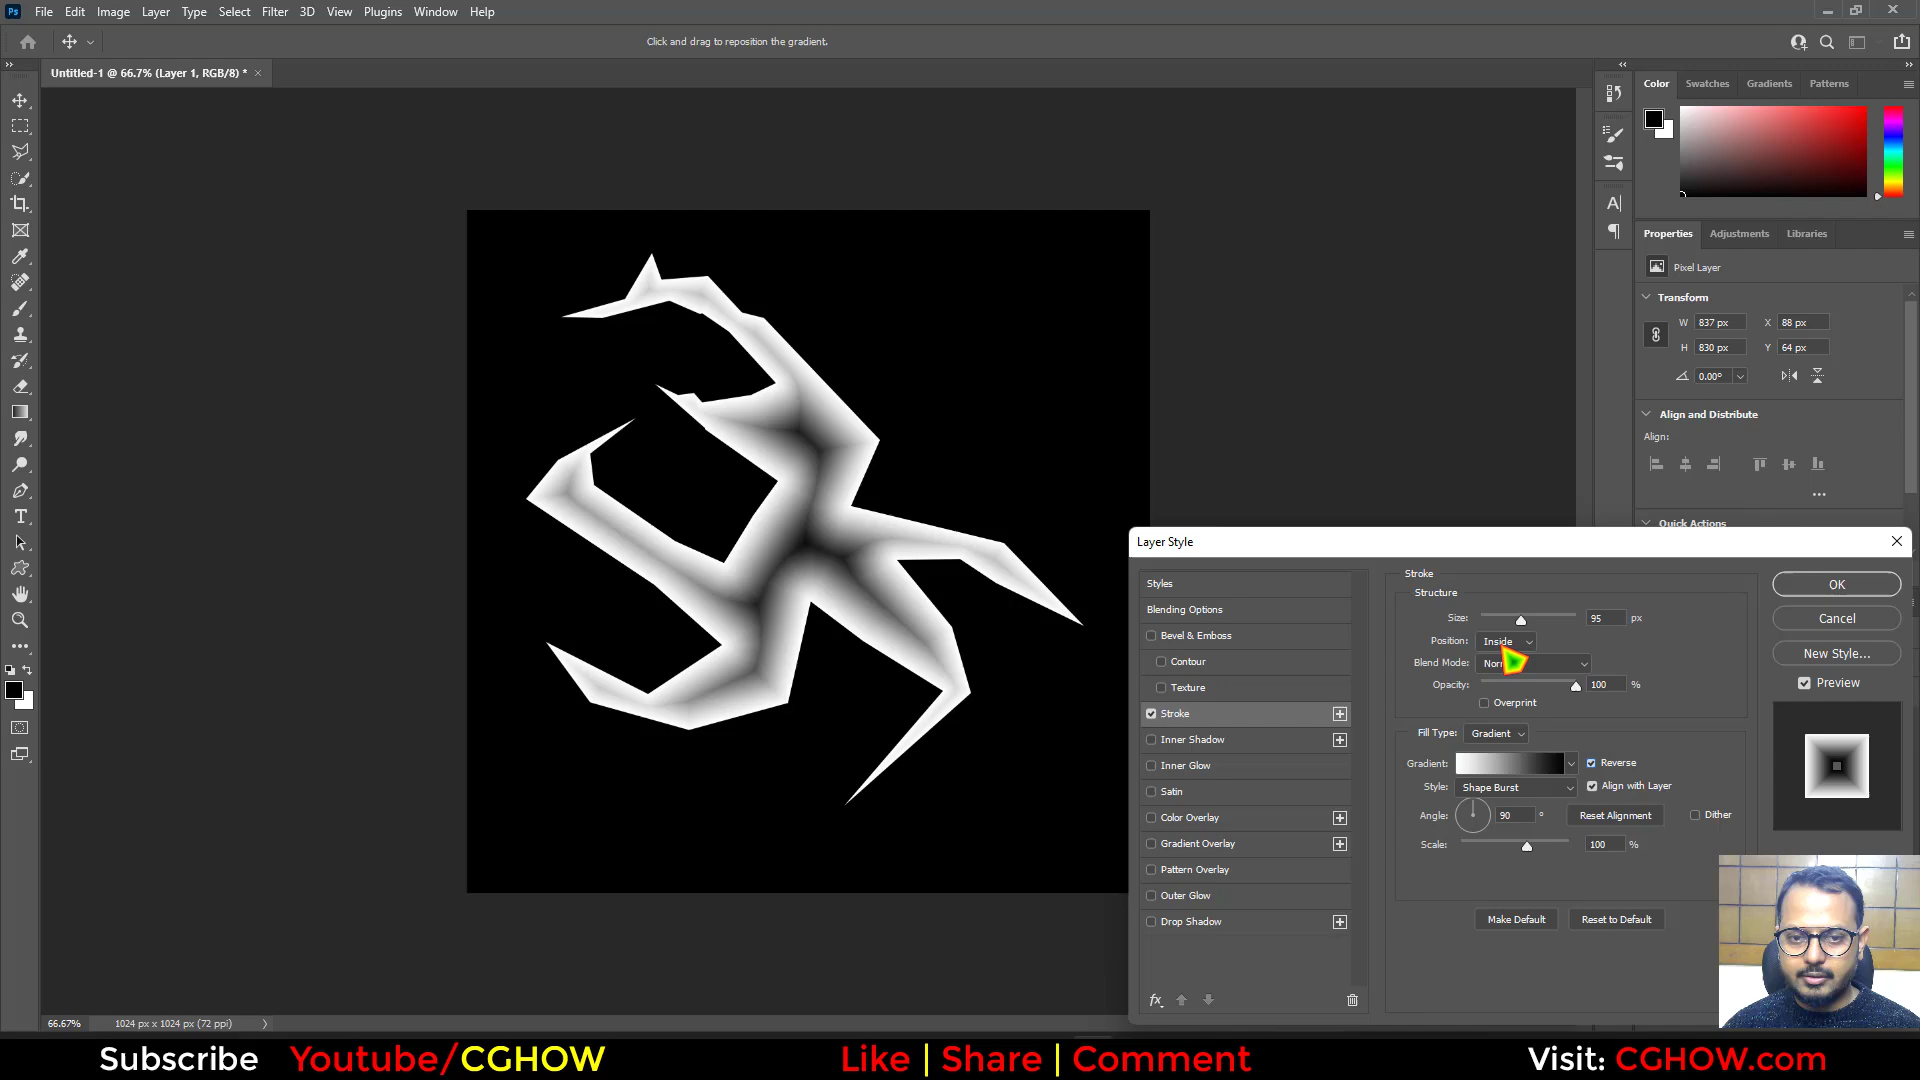 Ps File Edit Image Layer Type Select Filter 3D View Plugins Window Help
Click and drag to reposition the gradient.
Untitled-1 @ 66.7% (Layer 1, RGB/8) *
Color Swatches Gradients Patterns
Properties Adjustments Libraries
Pixel Layer
Transform
W 837 px X 88 px
H 830 px Y 64 px
0.00°
Align and Distribute
Align:
Quick Actions
Layer Style
Styles
Blending Options
Bevel & Emboss
Contour
Texture
Stroke
Inner Shadow
Inner Glow
Satin
Color Overlay
Gradient Overlay
Pattern Overlay
Outer Glow
Drop Shadow
fx
Stroke
Structure
Size: 95 px
Position: Inside
Blend Mode:
Opacity: 100 %
Overprint
Fill Type: Gradient
Gradient: Reverse
Style: Shape Burst Align with Layer
Angle: 90 ° Reset Alignment Dither
Scale: 100 %
Make Default Reset to Default
OK
Cancel
New Style...
Preview
66.67% 1024 px x 1024 px (72 ppi)
Subscribe Youtube/CGHOW Like | Share | Comment Visit: CGHOW.com